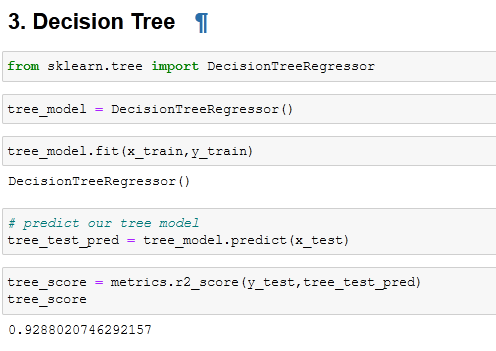 3. Decision Tree ¶
from sklearn.tree import DecisionTreeRegressor
tree_model = DecisionTreeRegressor()
tree_model.fit(x_train,y_train)
DecisionTreeRegressor()
# predict our tree model
tree_test_pred = tree_model.predict(x_test)
tree_score = metrics.r2_score(y_test,tree_test_pred)
tree_score
0.9288020746292157